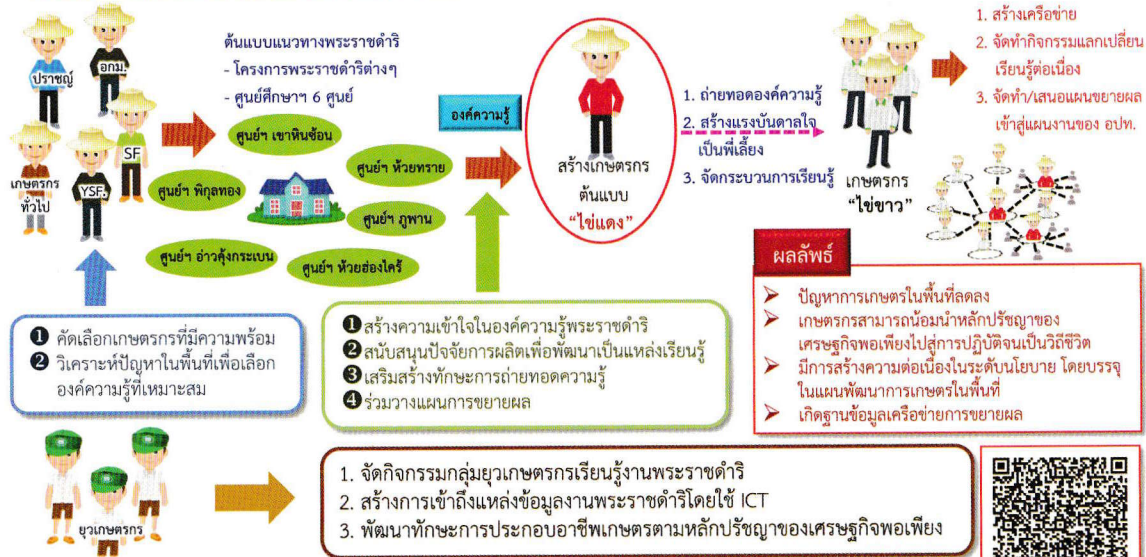 ปราชญ์
อกม.
SF
เกษตรกร
ทั่วไป
YSF.
ต้นแบบแนวทางพระราชดำริ
- โครงการพระราชดำริต่างๆ
- ศูนย์ศึกษาฯ 6 ศูนย์
ศูนย์ฯ เขาหินซ้อน
ศูนย์ฯ ห้วยทราย
ศูนย์ฯ พิกุลทอง
ศูนย์ฯ ภูพาน
ศูนย์ฯ อ่าวคุ้งกระเบน
ศูนย์ฯ ห้วยฮ่องไคร้
องค์ความรู้
สร้างเกษตรกร
ต้นแบบ
“ไข่แดง”
1. ถ่ายทอดองค์ความรู้
2. สร้างแรงบันดาลใจ
เป็นพี่เลี้ยง
3. จัดกระบวนการเรียนรู้
เกษตรกร
“ไข่ขาว”
1. สร้างเครือข่าย
2. จัดทำกิจกรรมแลกเปลี่ยน
เรียนรู้ต่อเนื่อง
3. จัดทำ/เสนอแผนขยายผล
เข้าสู่แผนงานของ อปท.
❶ คัดเลือกเกษตรกรที่มีความพร้อม
❷ วิเคราะห์ปัญหาในพื้นที่เพื่อเลือก
องค์ความรู้ที่เหมาะสม
❶ สร้างความเข้าใจในองค์ความรู้พระราชดำริ
❷ สนับสนุนปัจจัยการผลิตเพื่อพัฒนาเป็นแหล่งเรียนรู้
❸ เสริมสร้างทักษะการถ่ายทอดความรู้
❹ ร่วมวางแผนการขยายผล
ผลลัพธ์
➢ ปัญหาการเกษตรในพื้นที่ลดลง
➢ เกษตรกรสามารถน้อมนำหลักปรัชญาของ
เศรษฐกิจพอเพียงไปสู่การปฏิบัติจนเป็นวิถีชีวิต
➢ มีการสร้างความต่อเนื่องในระดับนโยบาย โดยบรรจุ
ในแผนพัฒนาการเกษตรในพื้นที่
➢ เกิดฐานข้อมูลเครือข่ายการขยายผล
ยุวเกษตรกร
1. จัดกิจกรรมกลุ่มยุวเกษตรกรเรียนรู้งานพระราชดำริ
2. สร้างการเข้าถึงแหล่งข้อมูลงานพระราชดำริโดยใช้ ICT
3. พัฒนาทักษะการประกอบอาชีพเกษตรตามหลักปรัชญาของเศรษฐกิจพอเพียง